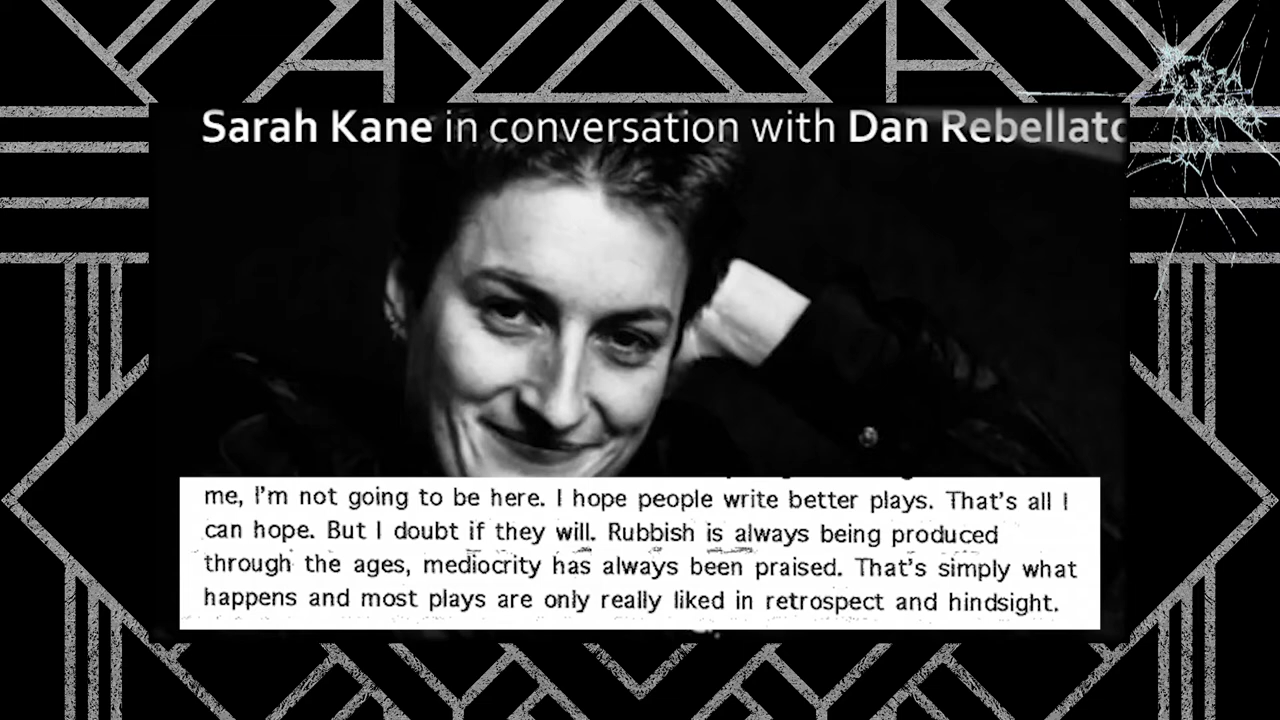 Sarah Kane in conversation with Dan Rebellato
me, I'm not going to be here. I hope people write better plays. That's all I
can hope. But I doubt if they will. Rubbish is always being produced
through the ages, mediocrity has always been praised. That's simply what
happens and most plays are only really liked in retrospect and hindsight.